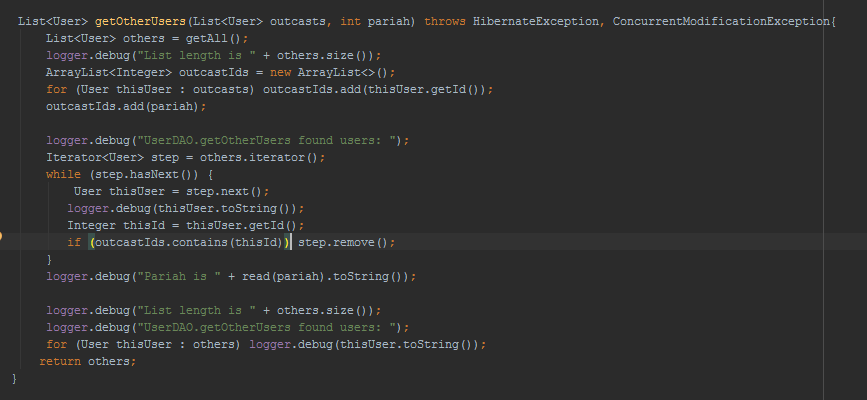 List<User> getOtherUsers(List<User> outcasts, int pariah) throws HibernateException, ConcurrentModificationException{
List<User> others = getAll();
logger.debug("List length is " + others.size());
ArrayList<Integer> outcastIds = new ArrayList<>();
for (User thisUser : outcasts) outcastIds.add(thisUser.getId());
outcastIds.add(pariah);
logger.debug("UserDAO.getOtherUsers found users: ");
Iterator<User> step = others.iterator();
while (step.hasNext()) {
User thisUser = step.next();
logger.debug(thisUser.toString());
Integer thisId = thisUser.getId();
if (outcastIds.contains(thisId)) step.remove();
}
logger.debug("Pariah is " + read(pariah).toString());
logger.debug("List length is " + others.size());
logger.debug("UserDAO.getOtherUsers found users: ");
for (User thisUser : others) logger.debug(thisUser.toString());
return others;
}